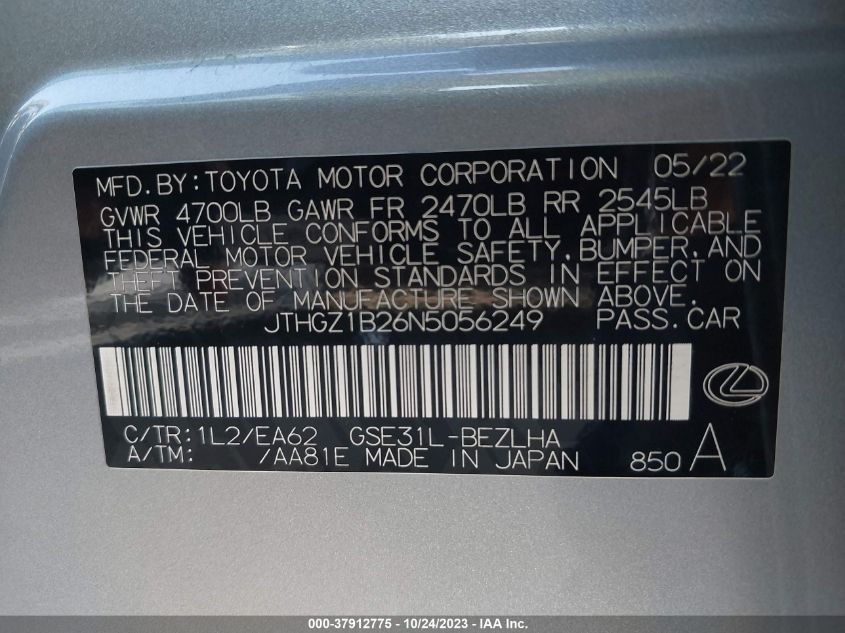 MFD.BY:TOYOTA MOTOR CORPORATION 05/22
GVWR 4700LB GAWR FR 2470LB RR 2545LB
THIS VEHICLE CONFORMS TO ALL APPLICABLE
FEDERAL MOTOR VEHICLE SAFETY,BUMPER,AND
THEFT PREVENTION STANDARDS IN EFFECT ON
THE DATE OF MANUFACTURE SHOWN ABOVE.
JTHGZ1B26N5056249 PASS.CAR
C/TR:1L2/EA62 GSE31L-BEZLHA
A/TM: /AA81E MADE IN JAPAN 850 A
000-37912775 - 10/24/2023 - IAA Inc.